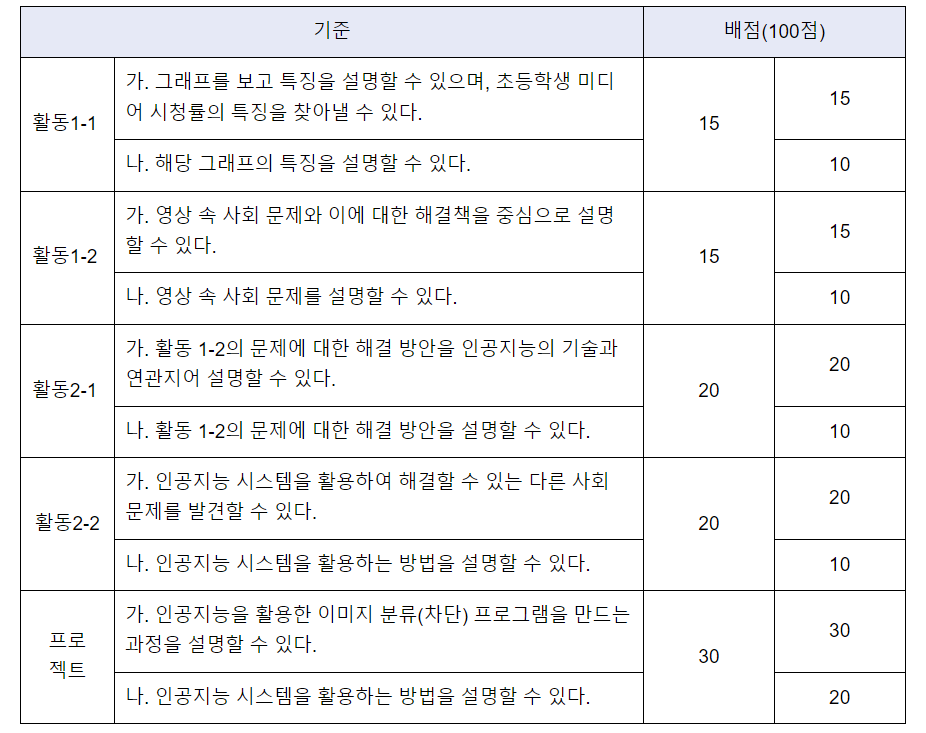 기준 배점(100점)
가. 그래프를 보고 특징을 설명할 수 있으며, 초등학생 미디
어 시청률의 특징을 찾아낼 수 있다.
15
활동1-1
15
나. 해당 그래프의 특징을 설명할 수 있다.
10
가. 영상 속 사회 문제와 이에 대한 해결책을 중심으로 설명
할 수 있다.
15
활동1-2
15
나. 영상 속 사회 문제를 설명할 수 있다.
10
가. 활동 1-2의 문제에 대한 해결 방안을 인공지능의 기술과
연관지어 설명할 수 있다.
20
활동2-1
20
나. 활동 1-2의 문제에 대한 해결 방안을 설명할 수 있다.
10
가. 인공지능 시스템을 활용하여 해결할 수 있는 다른 사회
문제를 발견할 수 있다.
20
활동2-2
20
나. 인공지능 시스템을 활용하는 방법을 설명할 수 있다.
10
가. 인공지능을 활용한 이미지 분류(차단) 프로그램을 만드는
과정을 설명할 수 있다.
30
프로
젝트
30
나. 인공지능 시스템을 활용하는 방법을 설명할 수 있다.
20